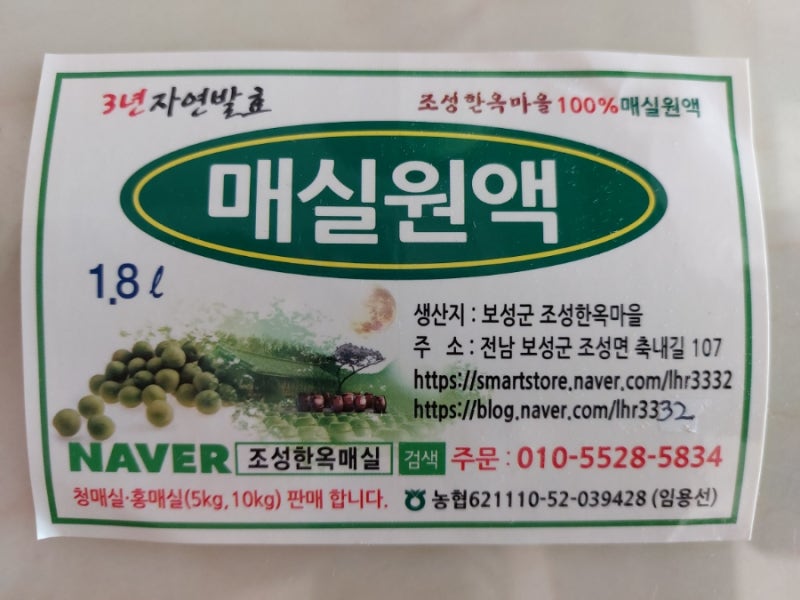 3년 자연발효
조성한옥마을 100% 매실원액
매실원액
1.8ℓ
생산지 : 보성군 조성한옥마을
주 소 : 전남 보성군 조성면 축내길 107
https://smartstore.naver.com/lhr3332
https://blog.naver.com/lhr3332
NAVER 조성한옥매실 검색 주문 : 010-5528-5834
청매실·홍매실(5kg,10kg) 판매 합니다. 농협621110-52-039428 (임용선)